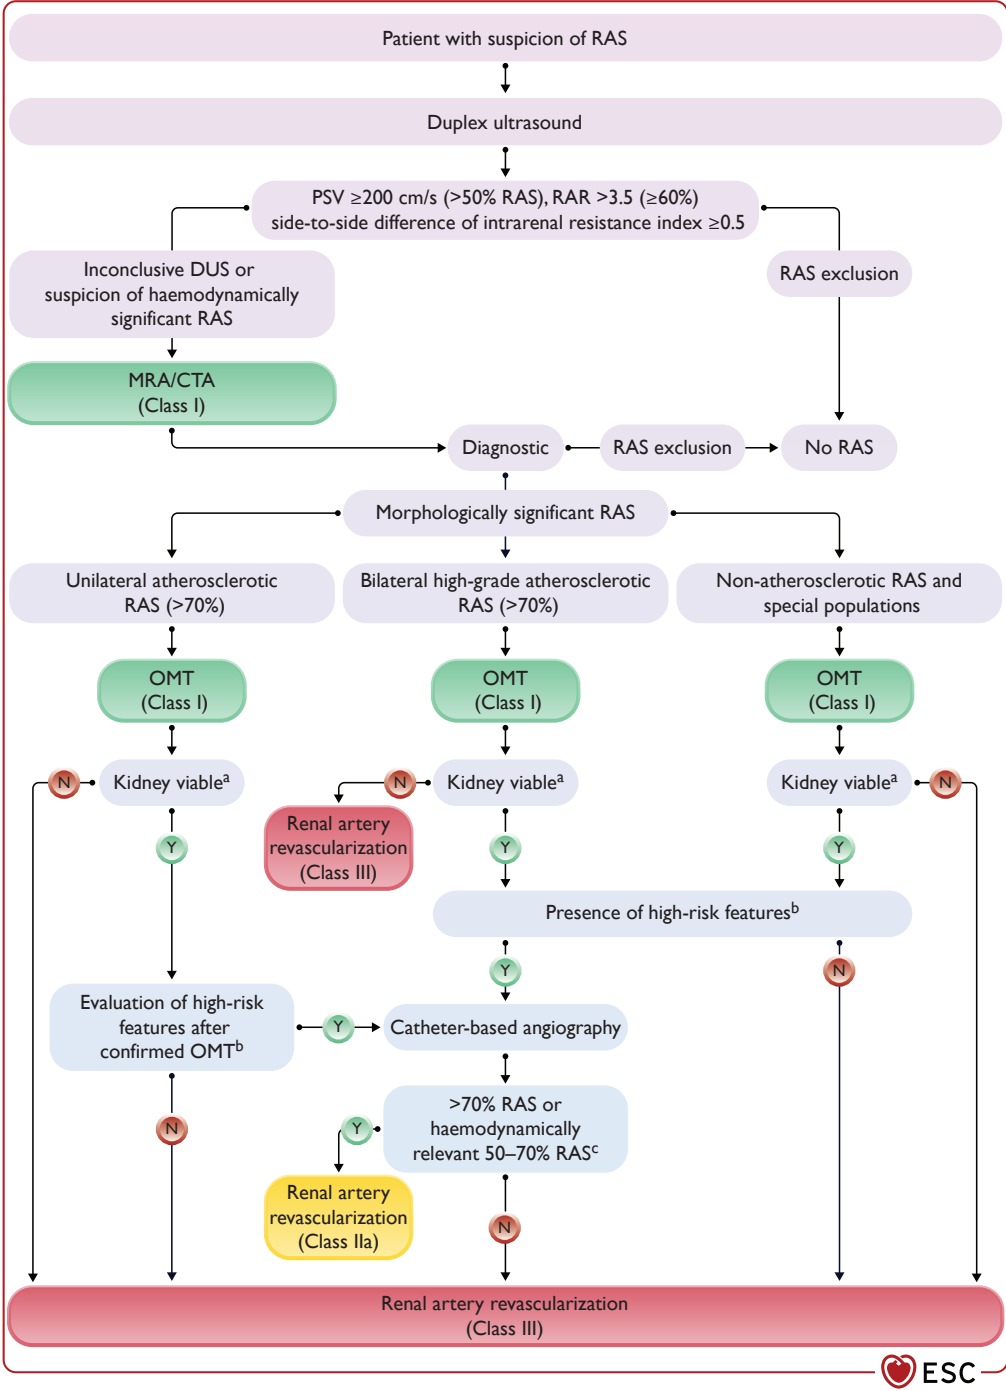 Patient with suspicion of RAS
Duplex ultrasound
PSV ≥200 cm/s (>50% RAS), RAR >3.5 (≥60%)
side-to-side difference of intrarenal resistance index ≥0.5
Inconclusive DUS or
suspicion of haemodynamically
significant RAS
RAS exclusion
MRA/CTA
(Class I)
Diagnostic
RAS exclusion
No RAS
Morphologically significant RAS
Unilateral atherosclerotic
RAS (>70%)
Bilateral high-grade atherosclerotic
RAS (>70%)
Non-atherosclerotic RAS and
special populations
OMT
(Class I)
OMT
(Class I)
OMT
(Class I)
N
Kidney viableᵃ
N
Kidney viableᵃ
Kidney viableᵃ
N
Y
Renal artery
revascularization
(Class III)
Y
Y
Presence of high-risk featuresᵇ
Y
N
Evaluation of high-risk
features after
confirmed OMTᵇ
Y
Catheter-based angiography
N
Y
>70% RAS or
haemodynamically
relevant 50–70% RASᶜ
Renal artery
revascularization
(Class IIa)
N
Renal artery revascularization
(Class III)
ESC